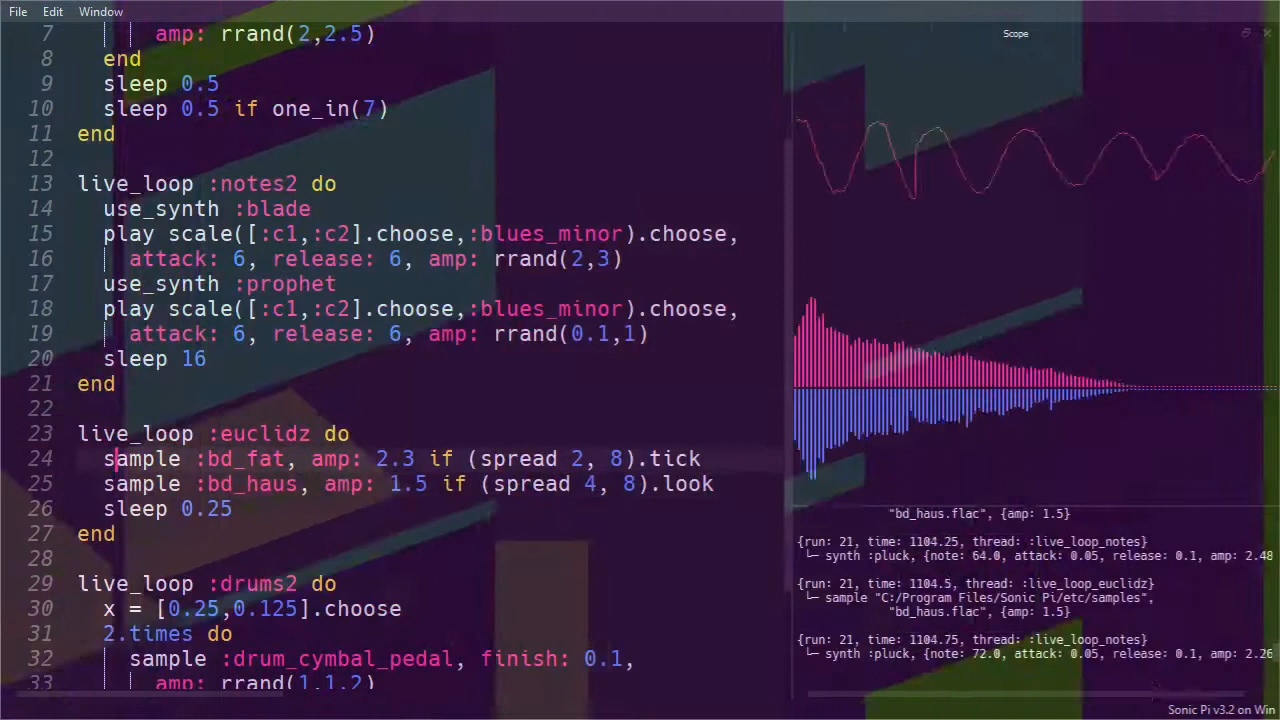 File Edit Window
7 amp: rrand(2,2.5)
8 end
9 sleep 0.5
10 sleep 0.5 if one_in(7)
11 end
12
13 live_loop :notes2 do
14 use_synth :blade
15 play scale([:c1,:c2].choose,:blues_minor).choose,
16 attack: 6, release: 6, amp: rrand(2,3)
17 use_synth :prophet
18 play scale([:c1,:c2].choose,:blues_minor).choose,
19 attack: 6, release: 6, amp: rrand(0.1,1)
20 sleep 16
21 end
22
23 live_loop :euclidz do
24 sample :bd_fat, amp: 2.3 if (spread 2, 8).tick
25 sample :bd_haus, amp: 1.5 if (spread 4, 8).look
26 sleep 0.25
27 end
28
29 live_loop :drums2 do
30 x = [0.25,0.125].choose
31 2.times do
32 sample :drum_cymbal_pedal, finish: 0.1,
33 amp: rrand(1,1.2)
Scope
"bd_haus.flac", {amp: 1.5}
{run: 21, time: 1104.25, thread: :live_loop_notes}
└─ synth :pluck, {note: 64.0, attack: 0.05, release: 0.1, amp: 2.48
{run: 21, time: 1104.5, thread: :live_loop_euclidz}
└─ sample "C:/Program Files/Sonic Pi/etc/samples",
"bd_haus.flac", {amp: 1.5}
{run: 21, time: 1104.75, thread: :live_loop_notes}
└─ synth :pluck, {note: 72.0, attack: 0.05, release: 0.1, amp: 2.26
Sonic Pi v3.2 on Win